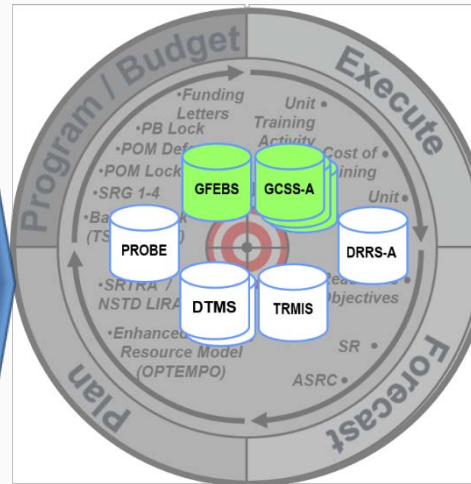 Program / Budget
Execute
Forecast
Plan
•Funding
Letters
•PB Lock
•POM Def
•POM Lock
•SRG 1-4
(TS
•SRTRA /
NSTD LIRA
•Enhanced
Resource Model
(OPTEMPO)
Unit •
Training
Activity
Cost of •
Unit •
Objectives
SR •
ASRC •
GFEBS
GCSS-A
PROBE
DRRS-A
DTMS
TRMIS